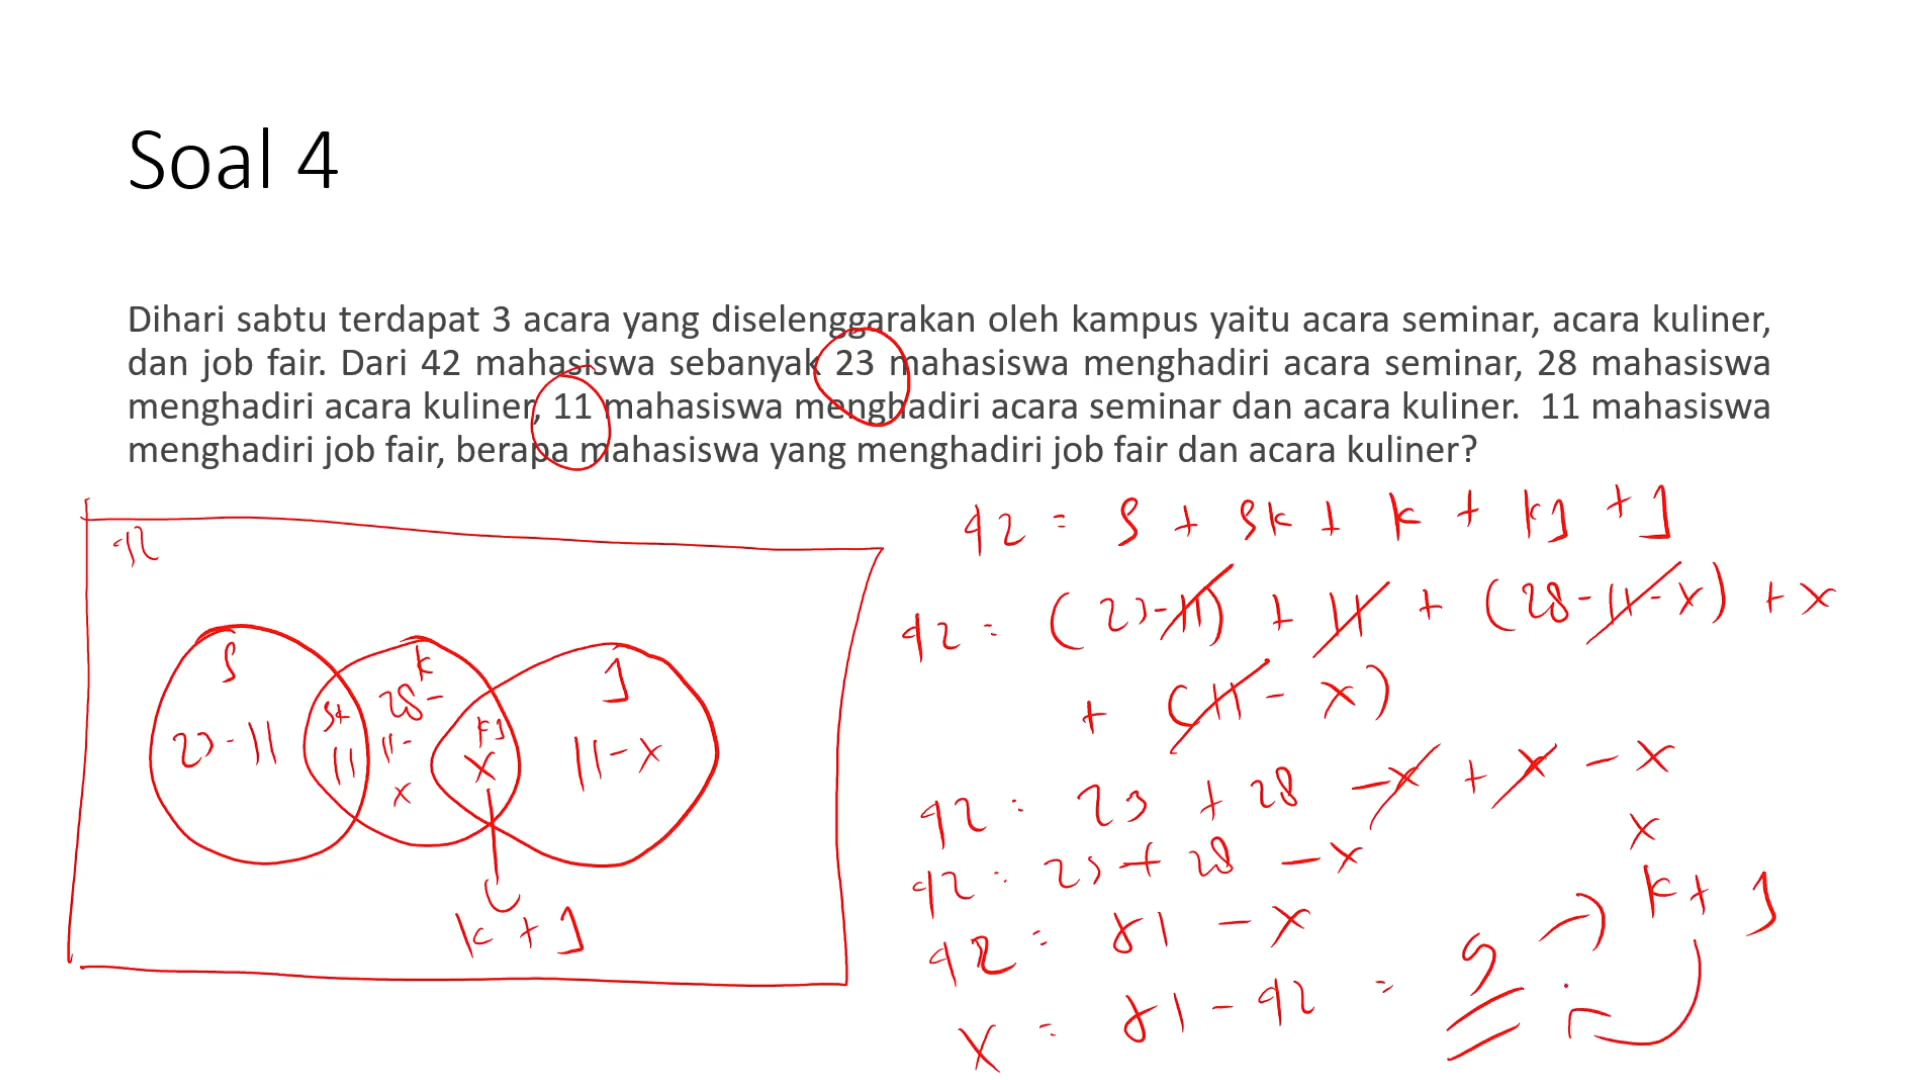 Soal 4
Dihari sabtu terdapat 3 acara yang diselenggarakan oleh kampus yaitu acara seminar, acara kuliner,
dan job fair. Dari 42 mahasiswa sebanyak 23 mahasiswa menghadiri acara seminar, 28 mahasiswa
menghadiri acara kuliner, 11 mahasiswa menghadiri acara seminar dan acara kuliner. 11 mahasiswa
menghadiri job fair, berapa mahasiswa yang menghadiri job fair dan acara kuliner?
42
S
23-11
SK
11
K
28-
11-
x
KJ
x
J
11-x
K + J
42 = S + SK + K + KJ + J
42 = (23-11) + 11 + (28-11-x) + x
+ (11 - x)
42 = 23 + 28 -x + x - x
x
42 = 23 + 28 - x
42 = 51 - x
x = 51 - 42 = 9 → K + J